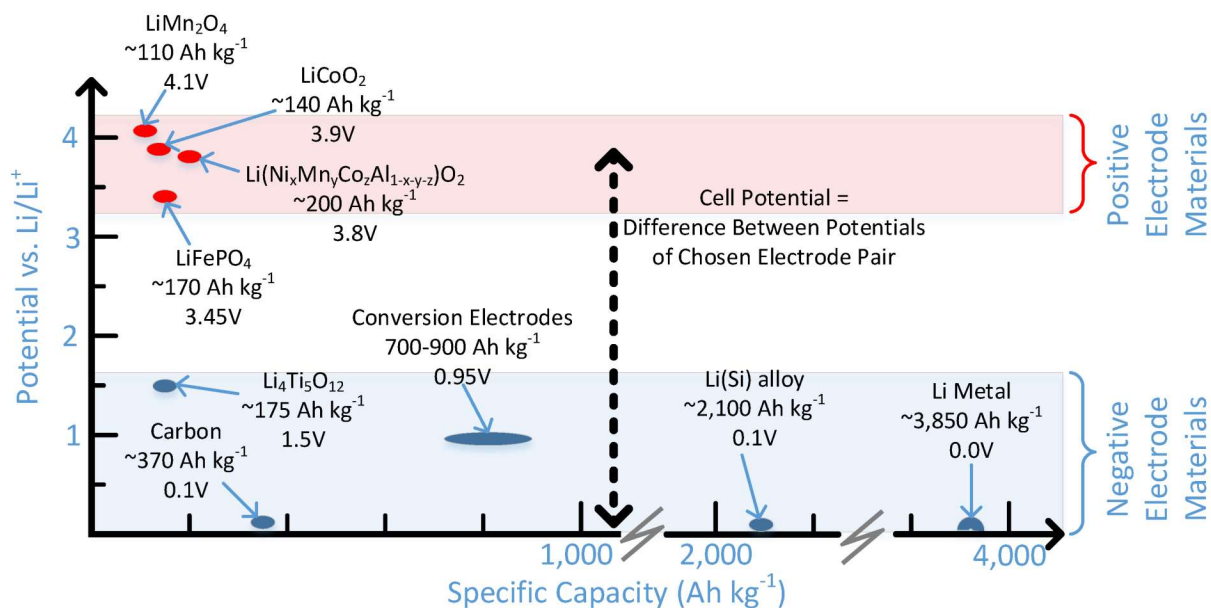 LiMn₂O₄
~110 Ah kg⁻¹
4.1V
LiCoO₂
~140 Ah kg⁻¹
3.9V
Li(NiₓMnᵧCo_zAl₁₋ₓ₋ᵧ₋z)O₂
~200 Ah kg⁻¹
3.8V
LiFePO₄
~170 Ah kg⁻¹
3.45V
Cell Potential =
Difference Between Potentials
of Chosen Electrode Pair
Positive
Electrode
Materials
Conversion Electrodes
700-900 Ah kg⁻¹
0.95V
Li₄Ti₅O₁₂
~175 Ah kg⁻¹
1.5V
Carbon
~370 Ah kg⁻¹
0.1V
Li(Si) alloy
~2,100 Ah kg⁻¹
0.1V
Li Metal
~3,850 Ah kg⁻¹
0.0V
Negative
Electrode
Materials
Potential vs. Li/Li⁺
4
3
2
1
1,000
2,000
4,000
Specific Capacity (Ah kg⁻¹)